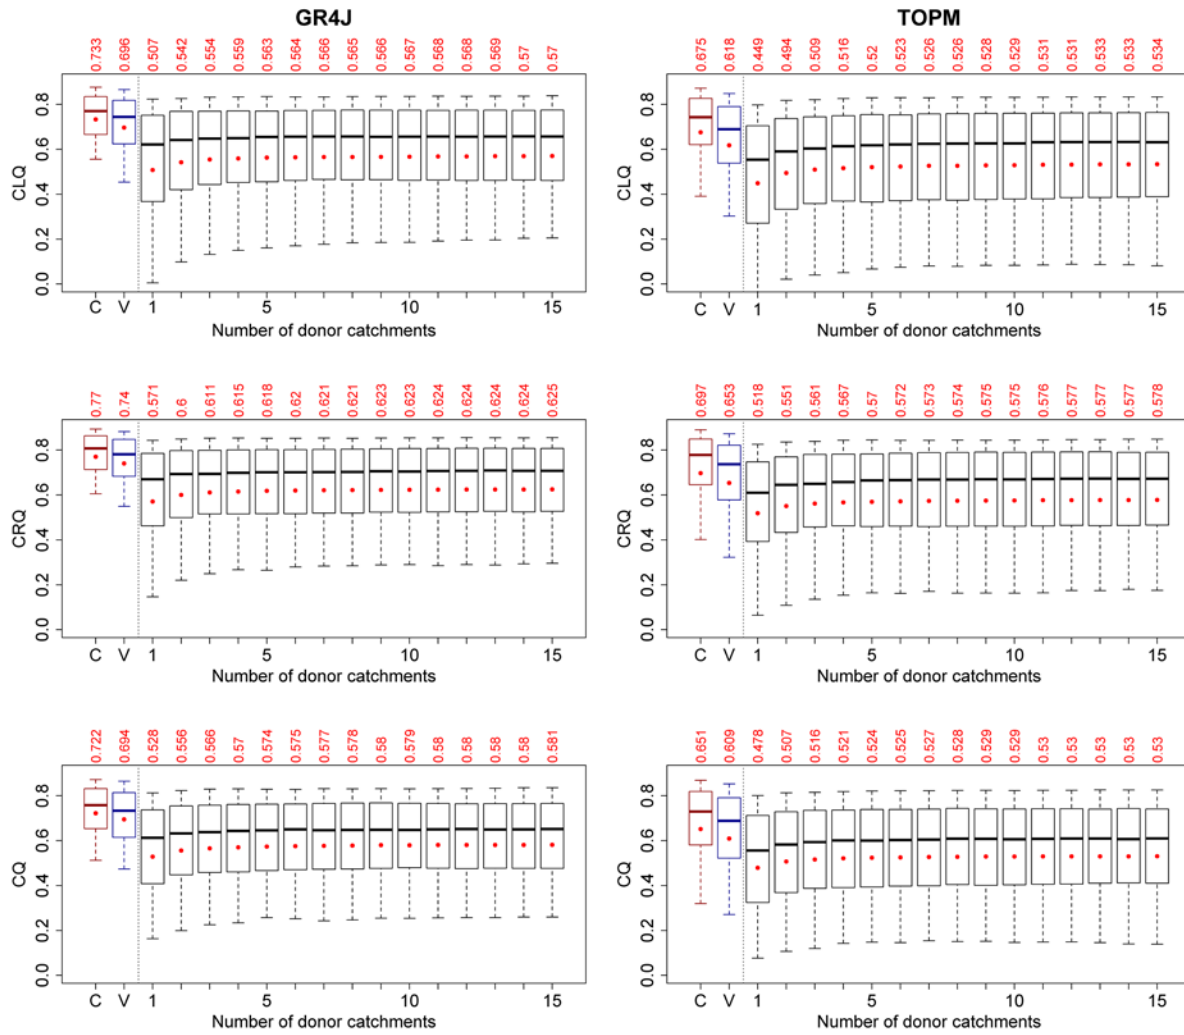 GR4J
TOPM
0.733 0.696 0.507 0.542 0.554 0.559 0.563 0.564 0.566 0.565 0.566 0.567 0.568 0.568 0.569 0.57 0.57
0.675 0.618 0.449 0.494 0.509 0.516 0.52 0.523 0.526 0.526 0.528 0.529 0.531 0.531 0.533 0.533 0.534
CLQ
0.8
0.6
0.4
0.2
0.0
C V 1 5 10 15
Number of donor catchments
CLQ
0.8
0.6
0.4
0.2
0.0
C V 1 5 10 15
Number of donor catchments
0.77 0.74 0.571 0.6 0.611 0.615 0.618 0.62 0.621 0.621 0.623 0.623 0.624 0.624 0.624 0.624 0.625
0.697 0.653 0.518 0.551 0.561 0.567 0.57 0.572 0.573 0.574 0.575 0.575 0.576 0.577 0.577 0.577 0.578
CRQ
0.8
0.6
0.4
0.2
0.0
C V 1 5 10 15
Number of donor catchments
CRQ
0.8
0.6
0.4
0.2
0.0
C V 1 5 10 15
Number of donor catchments
0.722 0.694 0.528 0.556 0.566 0.57 0.574 0.575 0.577 0.578 0.58 0.579 0.58 0.58 0.58 0.58 0.581
0.651 0.609 0.478 0.507 0.516 0.521 0.524 0.525 0.527 0.528 0.529 0.529 0.53 0.53 0.53 0.53 0.53
CQ
0.8
0.6
0.4
0.2
0.0
C V 1 5 10 15
Number of donor catchments
CQ
0.8
0.6
0.4
0.2
0.0
C V 1 5 10 15
Number of donor catchments